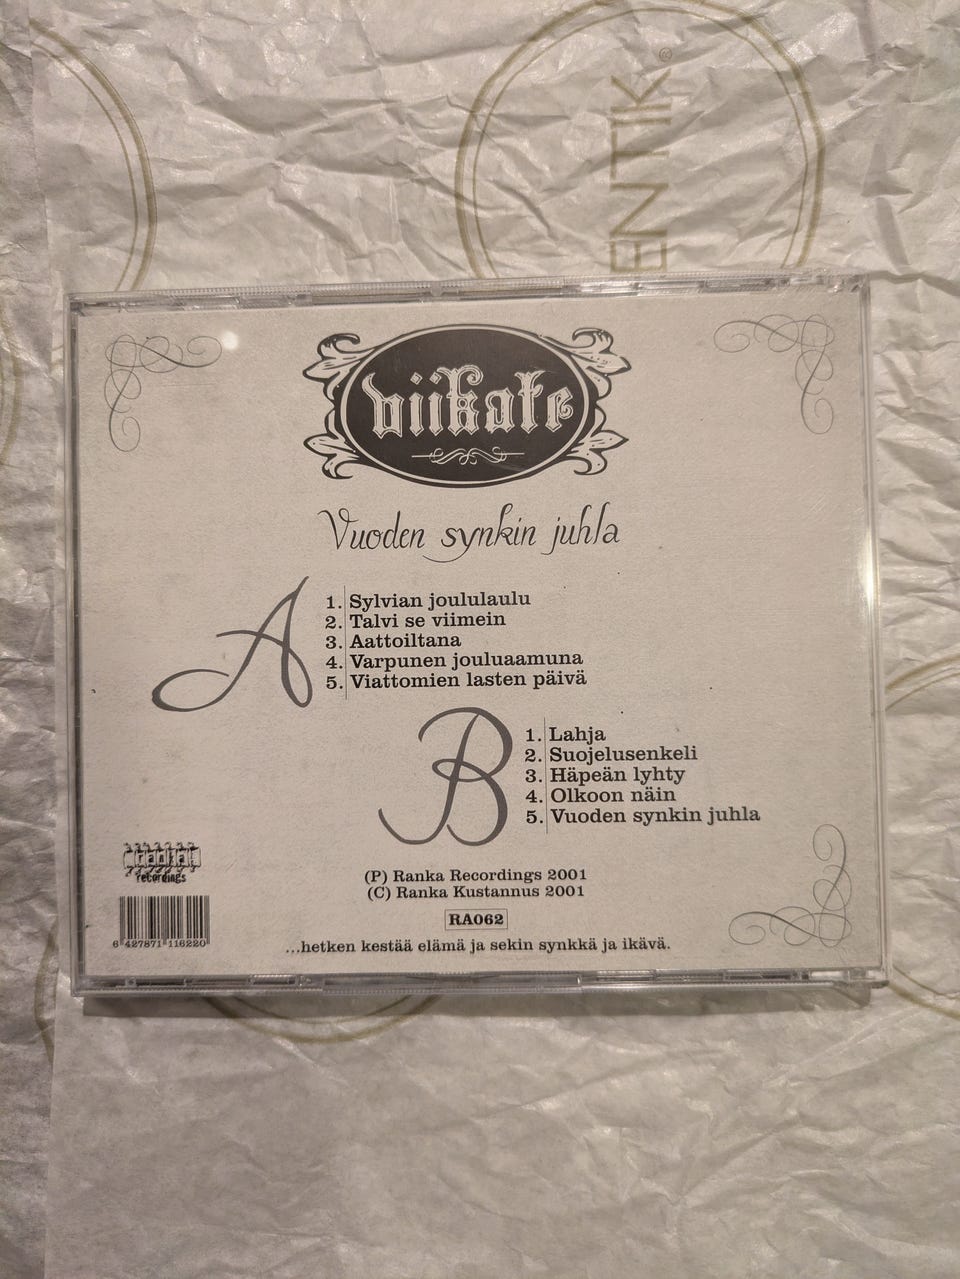 ENTIK®
viikate
Vuoden synkin juhla
A
1. Sylvian joululaulu
2. Talvi se viimein
3. Aattoiltana
4. Varpunen jouluaamuna
5. Viattomien lasten päivä
B
1. Lahja
2. Suojelusenkeli
3. Häpeän lyhty
4. Olkoon näin
5. Vuoden synkin juhla
ranka
recordings
(P) Ranka Recordings 2001
(C) Ranka Kustannus 2001
RA062
6 427871 116220
...hetken kestää elämä ja sekin synkkä ja ikävä.